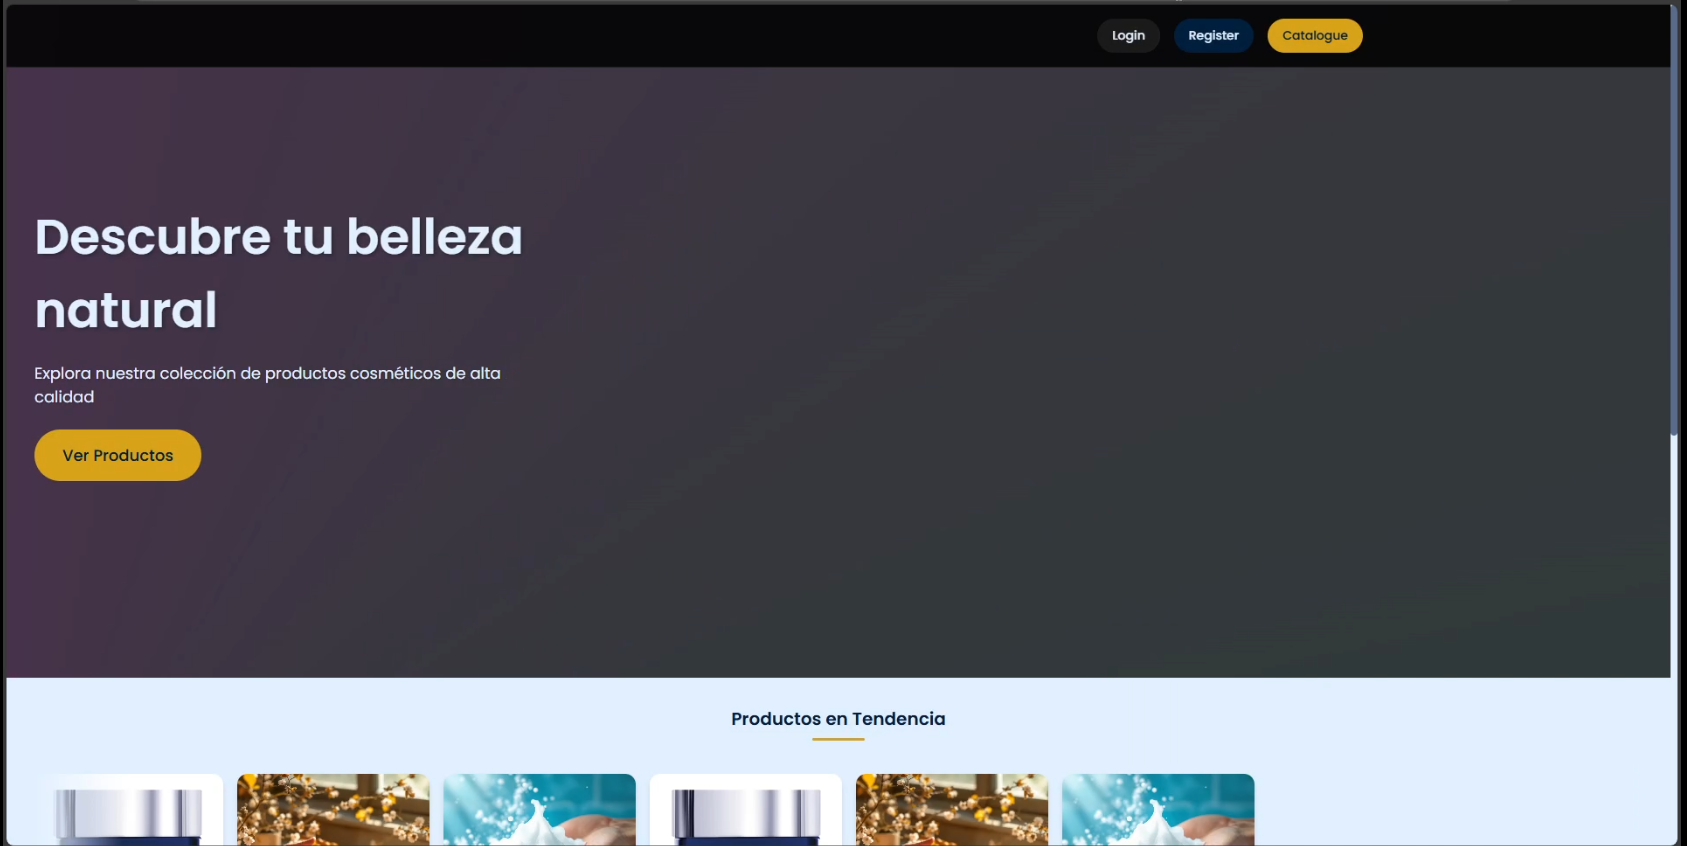 Login
Register
Catalogue
Descubre tu belleza
natural
Explora nuestra colección de productos cosméticos de alta
calidad
Ver Productos
Productos en Tendencia